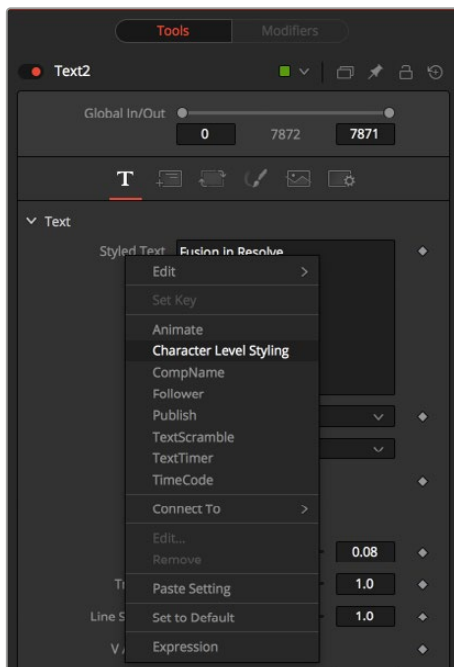 Tools Modifiers
Text2
Global In/Out
0 7872 7871
T
Text
Styled Text Fusion in Resolve
Edit
Set Key
Animate
Character Level Styling
CompName
Follower
Publish
TextScramble
TextTimer
TimeCode
Connect To
Edit...
Remove
0.08
Paste Setting
1.0
Line S
Set to Default
1.0
Expression